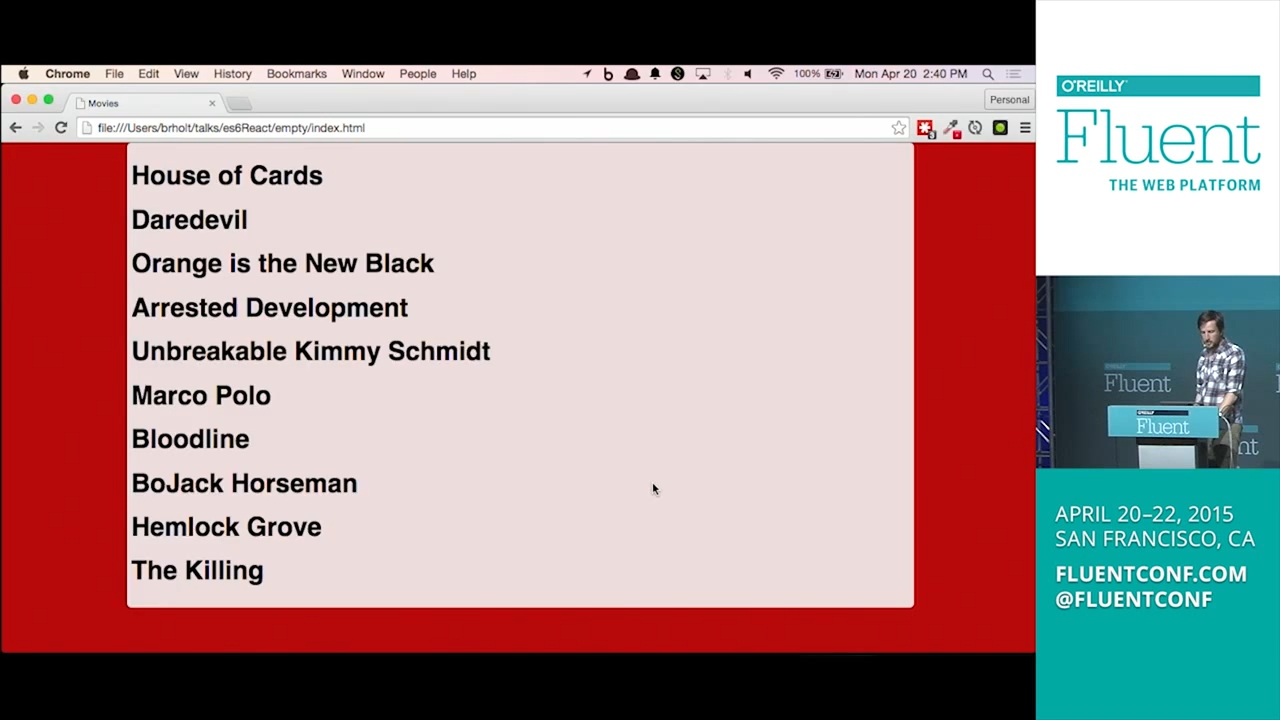 Chrome File Edit View History Bookmarks Window People Help 100% Mon Apr 20 2:40 PM
Movies
Personal
file:///Users/brholt/talks/es6React/empty/index.html
House of Cards
Daredevil
Orange is the New Black
Arrested Development
Unbreakable Kimmy Schmidt
Marco Polo
Bloodline
BoJack Horseman
Hemlock Grove
The Killing
O'REILLY
Fluent
THE WEB PLATFORM
Fluent
Fluent
nt
APRIL 20–22, 2015
SAN FRANCISCO, CA
FLUENTCONF.COM
@FLUENTCONF